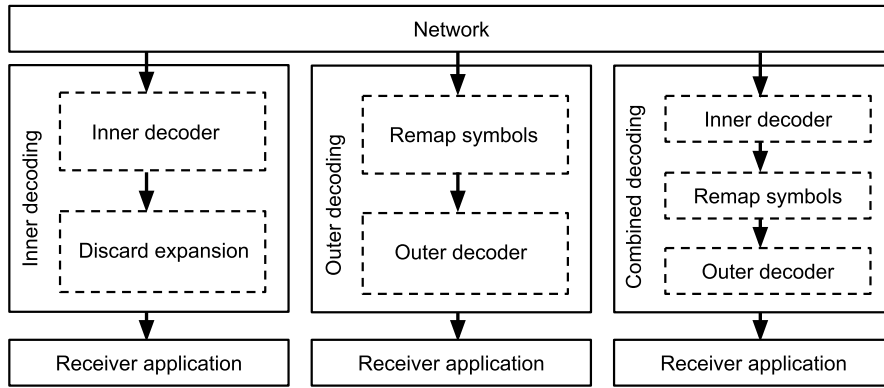 Network
Inner decoding
Inner decoder
Discard expansion
Receiver application
Outer decoding
Remap symbols
Outer decoder
Receiver application
Combined decoding
Inner decoder
Remap symbols
Outer decoder
Receiver application